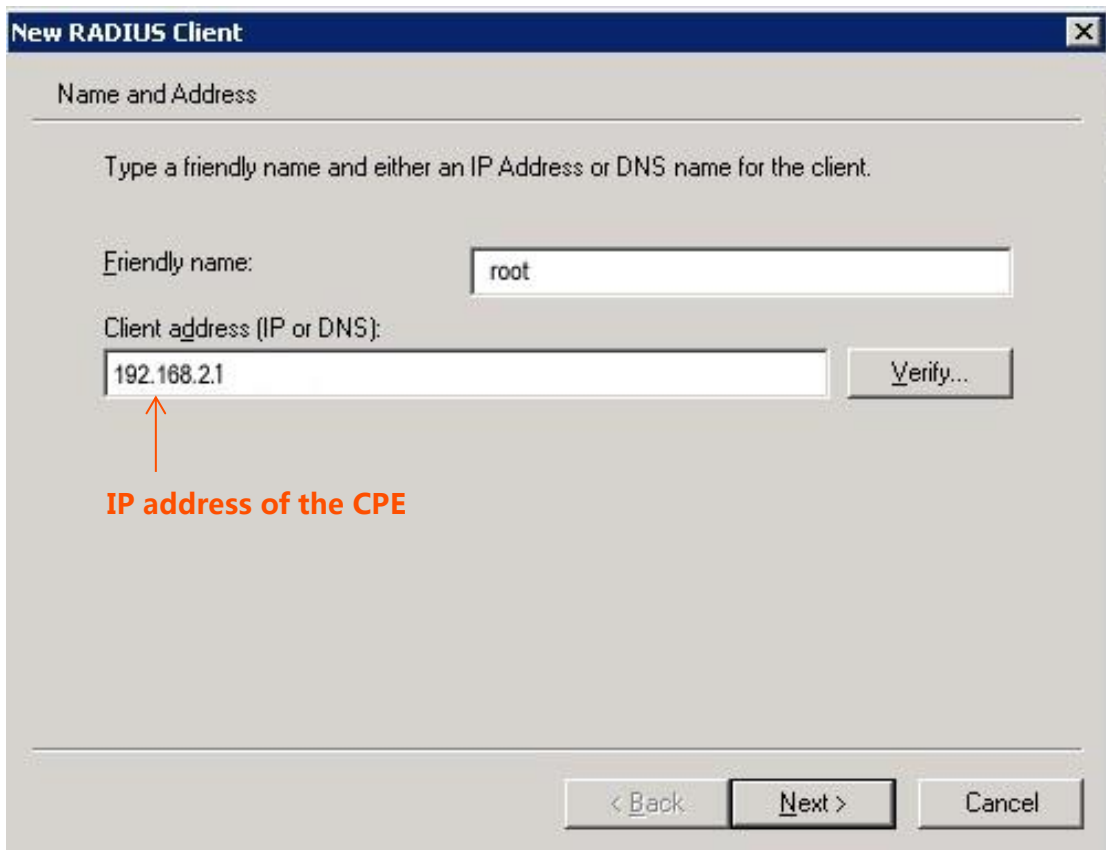 New RADIUS Client
Name and Address
Type a friendly name and either an IP Address or DNS name for the client.
Friendly name:
root
Client address (IP or DNS):
192.168.2.1
Verify...
IP address of the CPE
< Back
Next >
Cancel